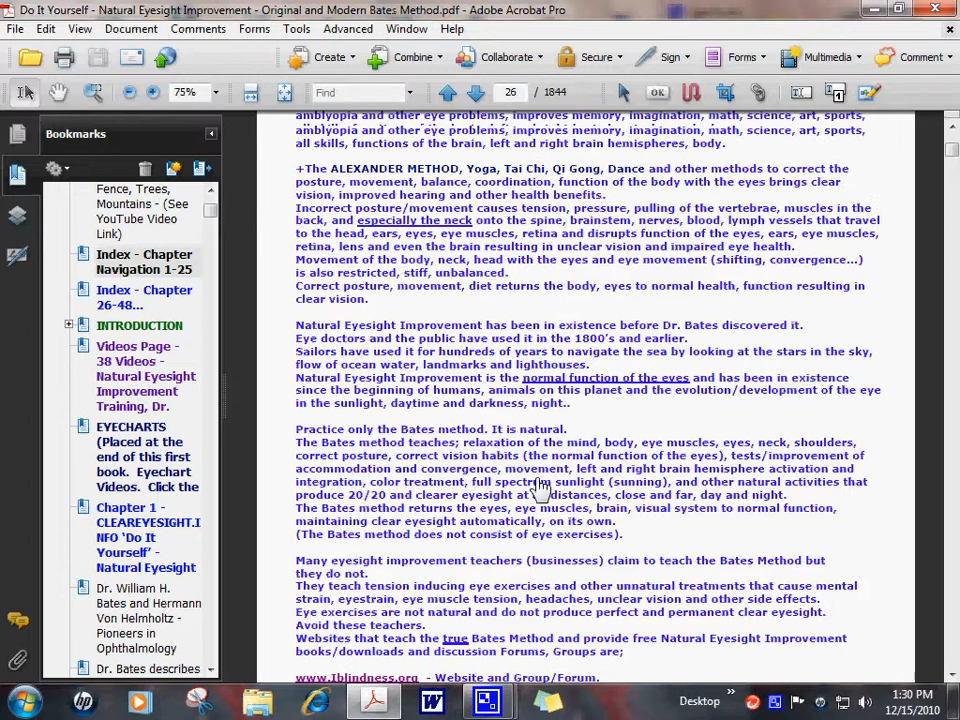 Do It Yourself - Natural Eyesight Improvement - Original and Modern Bates Method.pdf - Adobe Acrobat Pro
File Edit View Document Comments Forms Tools Advanced Window Help
Create Combine Collaborate Secure Sign Forms Multimedia Comment
75% 26 / 1844 Find
Bookmarks
Fence, Trees,
Mountains - (See
YouTube Video
Link)
Index - Chapter
Navigation 1-25
Index - Chapter
26-48...
INTRODUCTION
Videos Page -
38 Videos -
Natural Eyesight
Improvement
Training, Dr.
EYECHARTS
(Placed at the
end of this first
book. Eyechart
Videos at the
Chapter 1 -
CLEAREYESIGHT.I
NFO 'Do It
Yourself' -
Natural Eyesight
Dr. William H.
Bates and Hermann
Von Helmholtz -
Pioneers in
Ophthalmology
Dr. Bates describes
amblyopia and other eye problems, improves memory, imagination, math, science, art, sports,
amblyopia and other eye problems, improves memory, imagination, math, science, art, sports,
all skills, functions of the brain, left and right brain hemispheres, body.
+The ALEXANDER METHOD, Yoga, Tai Chi, Qi Gong, Dance and other methods to correct the
posture, movement, balance, coordination, function of the body with the eyes brings clear
vision, improved hearing and other health benefits.
Incorrect posture/movement causes tension, pressure, pulling of the vertebrae, muscles in the
back, and especially the neck onto the spine, brainstem, nerves, blood, lymph vessels that travel
to the head, ears, eyes, eye muscles, retina and disrupts function of the eyes, ears, eye muscles,
retina, lens and even the brain resulting in unclear vision and impaired eye health.
Movement of the body, neck, head with the eyes and eye movement (shifting, convergence...)
is also restricted, stiff, unbalanced.
Correct posture, movement, diet returns the body, eyes to normal health, function resulting in
clear vision.
Natural Eyesight Improvement has been in existence before Dr. Bates discovered it.
Eye doctors and the public have used it in the 1800's and earlier.
Sailors have used it for hundreds of years to navigate the sea by looking at the stars in the sky,
flow of ocean water, landmarks and lighthouses.
Natural Eyesight Improvement is the normal function of the eyes and has been in existence
since the beginning of humans, animals on this planet and the evolution/development of the eye
in the sunlight, daytime and darkness, night..
Practice only the Bates method. It is natural.
The Bates method teaches; relaxation of the mind, body, eye muscles, eyes, neck, shoulders,
correct posture, correct vision habits (the normal function of the eyes), tests/improvement of
accommodation and convergence, movement, left and right brain hemisphere activation and
integration, color treatment, full spectrum sunlight (sunning), and other natural activities that
produce 20/20 and clearer eyesight at distances, close and far, day and night.
The Bates method returns the eyes, eye muscles, brain, visual system to normal function,
maintaining clear eyesight automatically, on its own.
(The Bates method does not consist of eye exercises).
Many eyesight improvement teachers (businesses) claim to teach the Bates Method but
they do not.
They teach tension inducing eye exercises and other unnatural treatments that cause mental
strain, eyestrain, eye muscle tension, headaches, unclear vision and other side effects.
Eye exercises are not natural and do not produce perfect and permanent clear eyesight.
Avoid these teachers.
Websites that teach the true Bates Method and provide free Natural Eyesight Improvement
books/downloads and discussion Forums, Groups are;
www.Iblindness.org - Website and Group/Forum.
Desktop
1:30 PM
12/15/2010